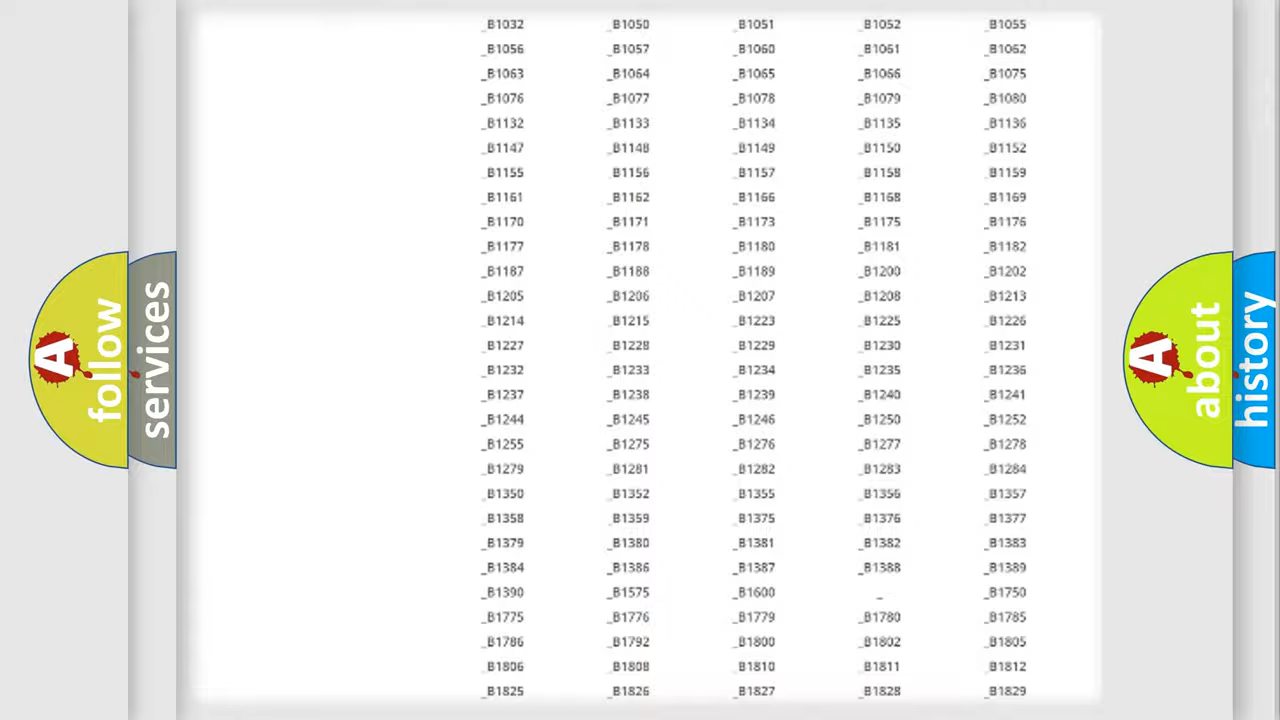 _B1032 _B1050 _B1051 _B1052 _B1055
_B1056 _B1057 _B1060 _B1061 _B1062
_B1063 _B1064 _B1065 _B1066 _B1075
_B1076 _B1077 _B1078 _B1079 _B1080
_B1132 _B1133 _B1134 _B1135 _B1136
_B1147 _B1148 _B1149 _B1150 _B1152
_B1155 _B1156 _B1157 _B1158 _B1159
_B1161 _B1162 _B1166 _B1168 _B1169
_B1170 _B1171 _B1173 _B1175 _B1176
_B1177 _B1178 _B1180 _B1181 _B1182
_B1187 _B1188 _B1189 _B1200 _B1202
_B1205 _B1206 _B1207 _B1208 _B1213
_B1214 _B1215 _B1223 _B1225 _B1226
_B1227 _B1228 _B1229 _B1230 _B1231
_B1232 _B1233 _B1234 _B1235 _B1236
_B1237 _B1238 _B1239 _B1240 _B1241
_B1244 _B1245 _B1246 _B1250 _B1252
_B1255 _B1275 _B1276 _B1277 _B1278
_B1279 _B1281 _B1282 _B1283 _B1284
_B1350 _B1352 _B1355 _B1356 _B1357
_B1358 _B1359 _B1375 _B1376 _B1377
_B1379 _B1380 _B1381 _B1382 _B1383
_B1384 _B1386 _B1387 _B1388 _B1389
_B1390 _B1575 _B1600 _ _B1750
_B1775 _B1776 _B1779 _B1780 _B1785
_B1786 _B1792 _B1800 _B1802 _B1805
_B1806 _B1808 _B1810 _B1811 _B1812
_B1825 _B1826 _B1827 _B1828 _B1829
A follow
services
A about
history